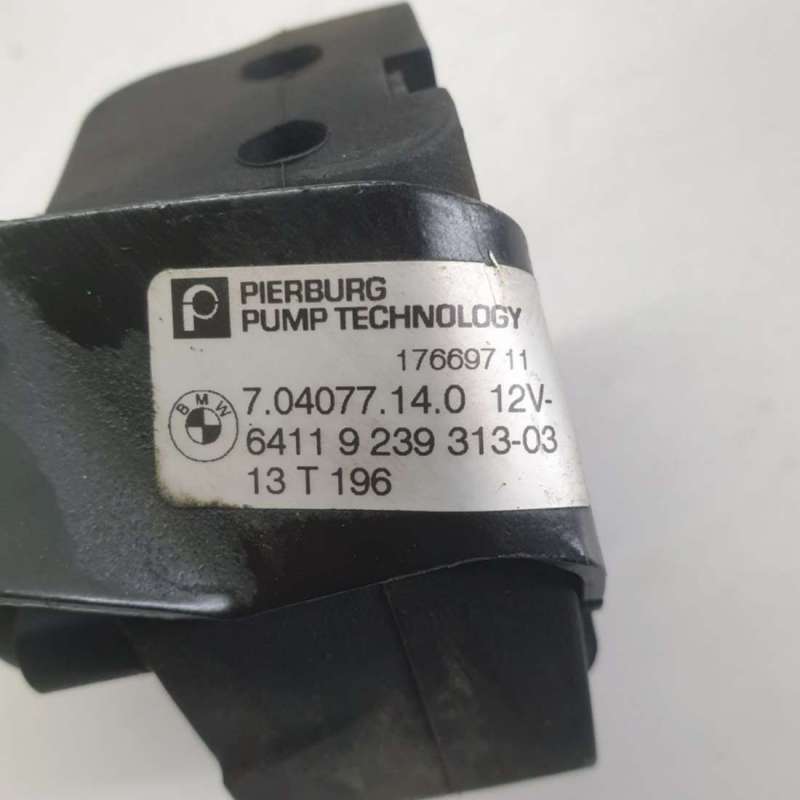 PIERBURG
PUMP TECHNOLOGY
176697 11
BMW
7.04077.14.0 12V-
6411 9 239 313-03
13 T 196